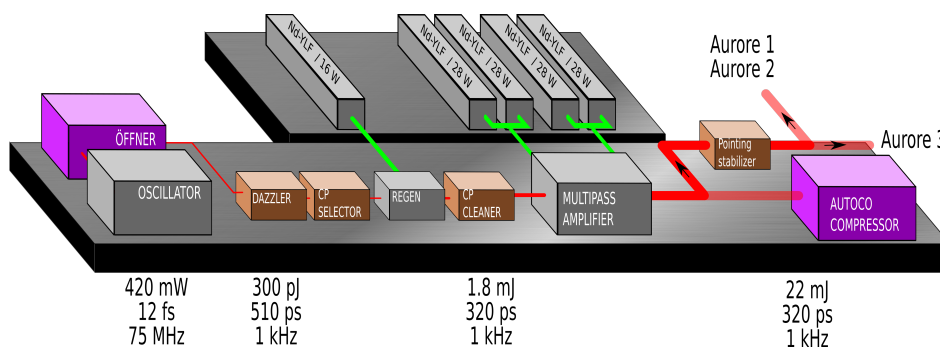 Nd-YLF / 16 W
Nd-YLF / 28 W
Nd-YLF / 28 W
Nd-YLF / 28 W
Nd-YLF / 28 W
Aurore 1
Aurore 2
Aurore 3
ÖFFNER
OSCILLATOR
DAZZLER
CP
SELECTOR
REGEN
CP
CLEANER
MULTIPASS
AMPLIFIER
Pointing
stabilizer
AUTOCO
COMPRESSOR
420 mW
12 fs
75 MHz
300 pJ
510 ps
1 kHz
1.8 mJ
320 ps
1 kHz
22 mJ
320 ps
1 kHz